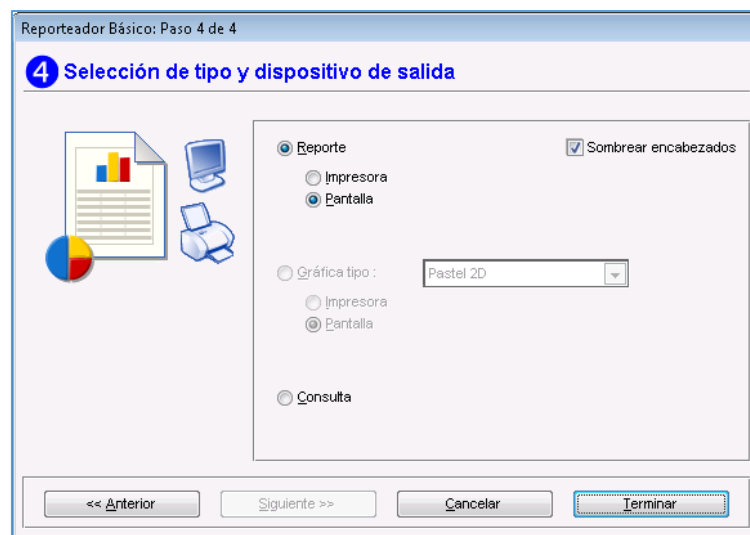 Reporteador Básico: Paso 4 de 4
4 Selección de tipo y dispositivo de salida
Reporte
Sombrear encabezados
Impresora
Pantalla
Gráfica tipo :
Pastel 2D
Impresora
Pantalla
Consulta
<< Anterior
Siguiente >>
Cancelar
Terminar